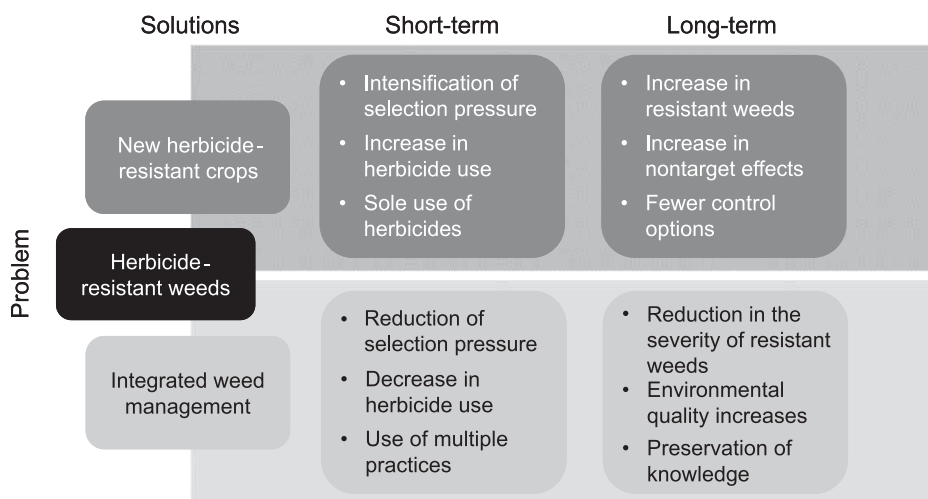 Solutions
Short-term
Long-term
Problem
New herbicide-
resistant crops
• Intensification of
selection pressure
• Increase in
herbicide use
• Sole use of
herbicides
• Increase in
resistant weeds
• Increase in
nontarget effects
• Fewer control
options
Herbicide-
resistant weeds
Integrated weed
management
• Reduction of
selection pressure
• Decrease in
herbicide use
• Use of multiple
practices
• Reduction in the
severity of resistant
weeds
• Environmental
quality increases
• Preservation of
knowledge